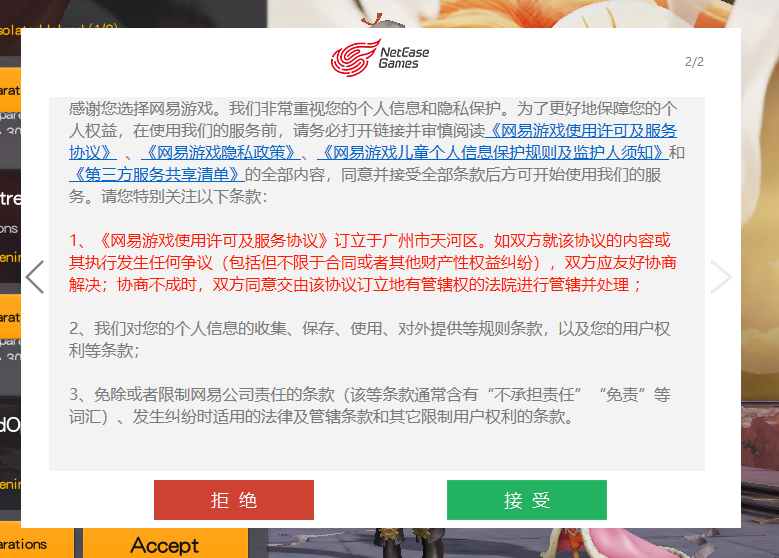 NetEase
Games
2/2
感谢您选择网易游戏。我们非常重视您的个人信息和隐私保护。为了更好地保障您的个
人权益，在使用我们的服务前，请务必打开链接并审慎阅读《网易游戏使用许可及服务
协议》、《网易游戏隐私政策》、《网易游戏儿童个人信息保护规则及监护人须知》和
《第三方服务共享清单》的全部内容，同意并接受全部条款后方可开始使用我们的服
务。请您特别关注以下条款：
1、《网易游戏使用许可及服务协议》订立于广州市天河区。如双方就该协议的内容或
其执行发生任何争议（包括但不限于合同或者其他财产性权益纠纷），双方应友好协商
解决；协商不成时，双方同意交由该协议订立地有管辖权的法院进行管辖并处理；
2、我们对您的个人信息的收集、保存、使用、对外提供等规则条款，以及您的用户权
利等条款；
3、免除或者限制网易公司责任的条款（该等条款通常含有“不承担责任”“免责”等
词汇）、发生纠纷时适用的法律及管辖条款和其它限制用户权利的条款。
拒 绝
接 受
arations
Accept